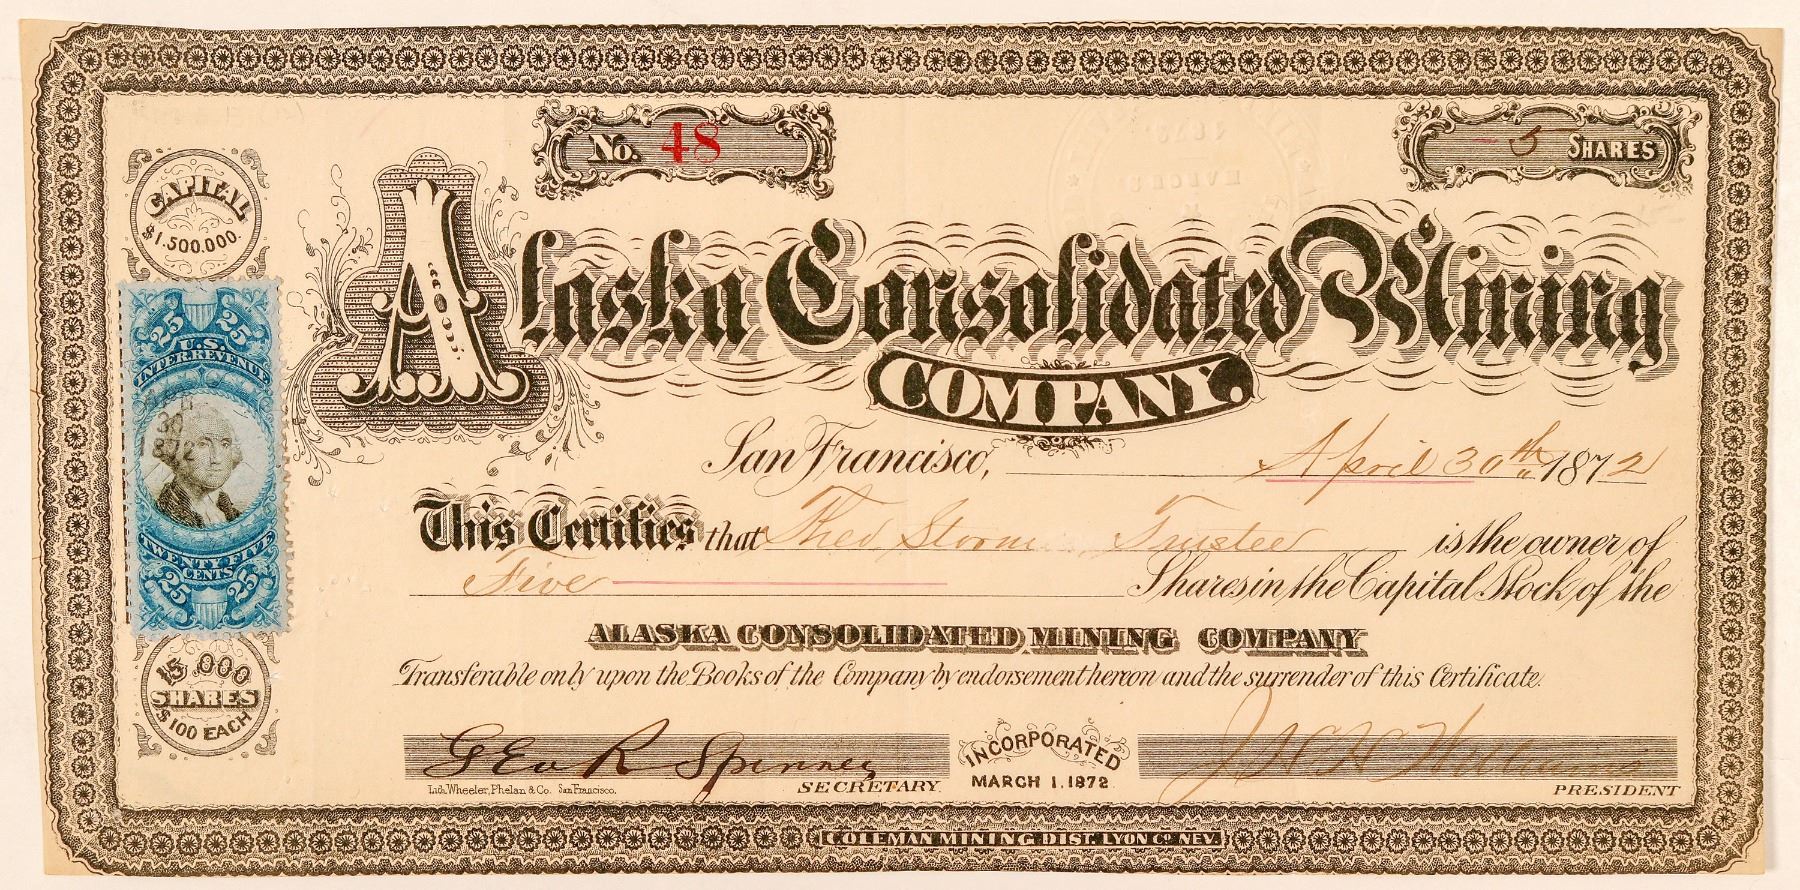 No. 48
5 SHARES
CAPITAL
$1.500.000.
Alaska Consolidated Mining
COMPANY.
25 25
U.S.
INTER. REVENUE
30
1872
TWENTY FIVE
CENTS
25 25
San Francisco, April 30th 1872
This Certifies that Thed Storm Trustee is the owner of
Five Shares in the Capital Stock of the
ALASKA CONSOLIDATED MINING COMPANY
Transferable only upon the Books of the Company by endorsement hereon and the surrender of this Certificate.
15.000
SHARES
$100 EACH
Geo R Spinney
SECRETARY
INCORPORATED
MARCH 1.1872
PRESIDENT
Lith. Wheeler, Phelan & Co. San Francisco.
COLEMAN MINING DIST. LYON CO. NEV.